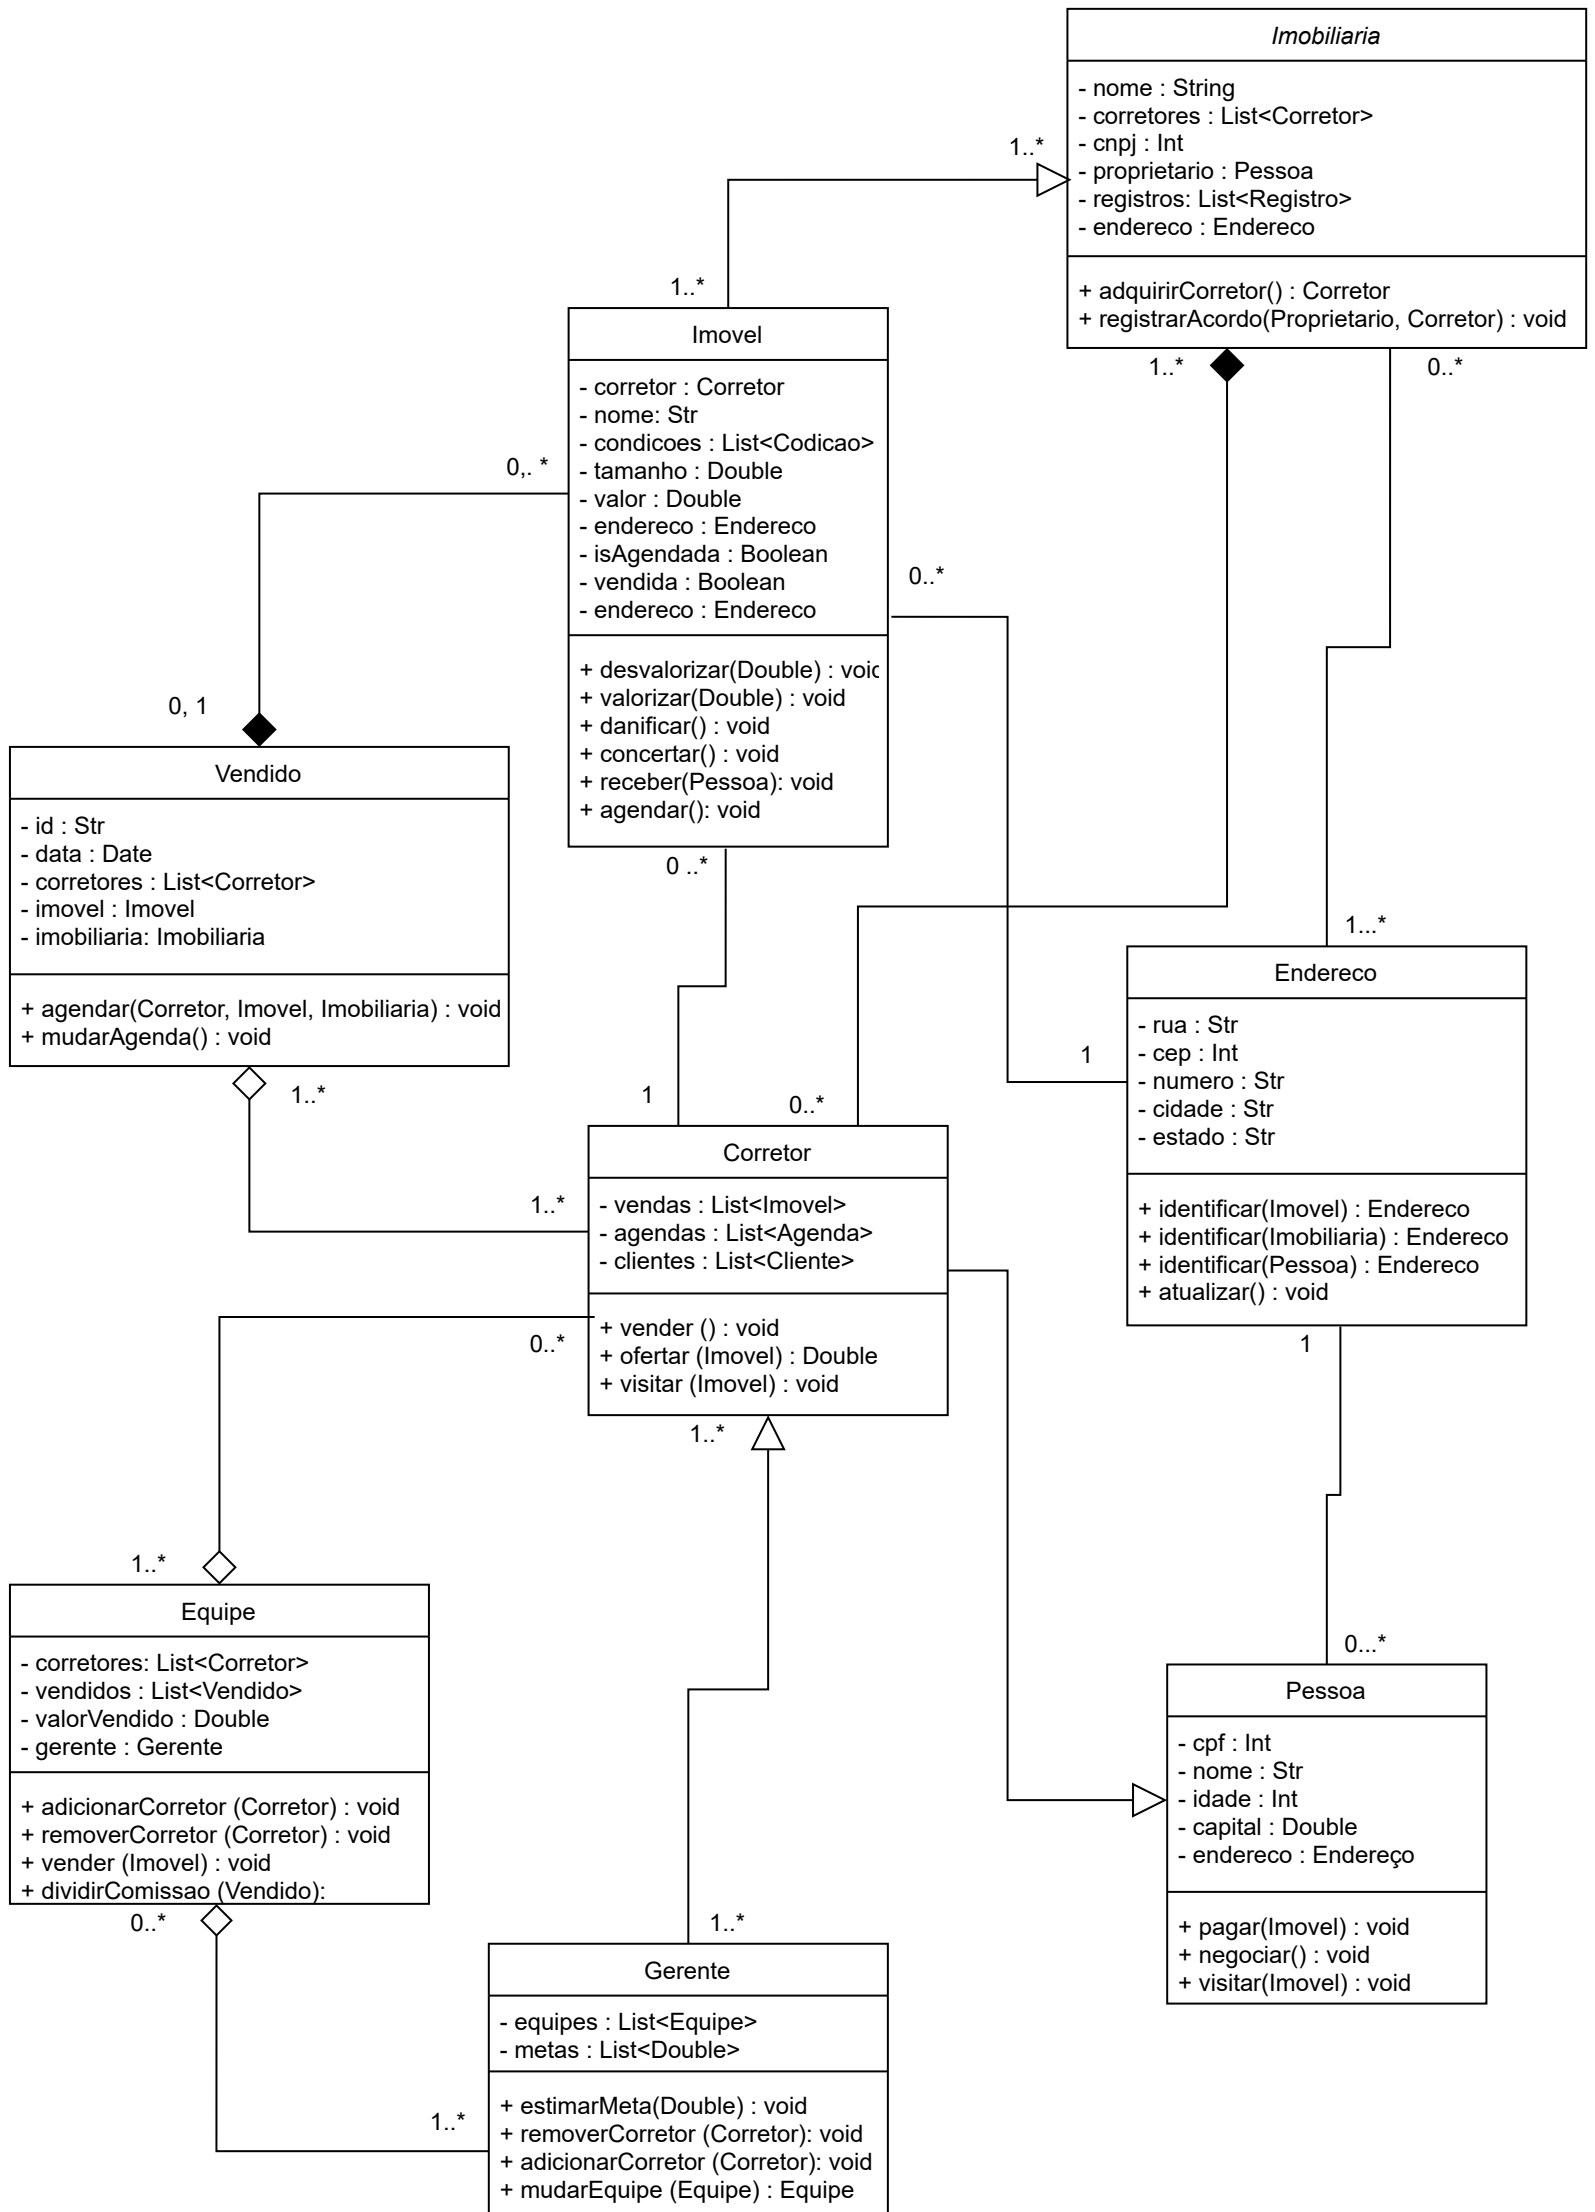 Imobiliaria
- nome : String
- corretores : List<Corretor>
- cnpj : Int
- proprietario : Pessoa
- registros: List<Registro>
- endereco : Endereco
+ adquirirCorretor() : Corretor
+ registrarAcordo(Proprietario, Corretor) : void
1..*
1..*
1..*
0..*
Imovel
- corretor : Corretor
- nome: Str
- condicoes : List<Codicao>
- tamanho : Double
- valor : Double
- endereco : Endereco
- isAgendada : Boolean
- vendida : Boolean
- endereco : Endereco
+ desvalorizar(Double) : voic
+ valorizar(Double) : void
+ danificar() : void
+ concertar() : void
+ receber(Pessoa): void
+ agendar(): void
0,. *
0..*
0, 1
0 ..*
Vendido
- id : Str
- data : Date
- corretores : List<Corretor>
- imovel : Imovel
- imobiliaria: Imobiliaria
+ agendar(Corretor, Imovel, Imobiliaria) : void
+ mudarAgenda() : void
1..*
1...*
Endereco
- rua : Str
- cep : Int
- numero : Str
- cidade : Str
- estado : Str
+ identificar(Imovel) : Endereco
+ identificar(Imobiliaria) : Endereco
+ identificar(Pessoa) : Endereco
+ atualizar() : void
1
1
1
0..*
Corretor
- vendas : List<Imovel>
- agendas : List<Agenda>
- clientes : List<Cliente>
+ vender () : void
+ ofertar (Imovel) : Double
+ visitar (Imovel) : void
1..*
0..*
1..*
1..*
Equipe
- corretores: List<Corretor>
- vendidos : List<Vendido>
- valorVendido : Double
- gerente : Gerente
+ adicionarCorretor (Corretor) : void
+ removerCorretor (Corretor) : void
+ vender (Imovel) : void
+ dividirComissao (Vendido):
0..*
0...*
Pessoa
- cpf : Int
- nome : Str
- idade : Int
- capital : Double
- endereco : Endereço
+ pagar(Imovel) : void
+ negociar() : void
+ visitar(Imovel) : void
1..*
Gerente
- equipes : List<Equipe>
- metas : List<Double>
+ estimarMeta(Double) : void
+ removerCorretor (Corretor): void
+ adicionarCorretor (Corretor): void
+ mudarEquipe (Equipe) : Equipe
1..*